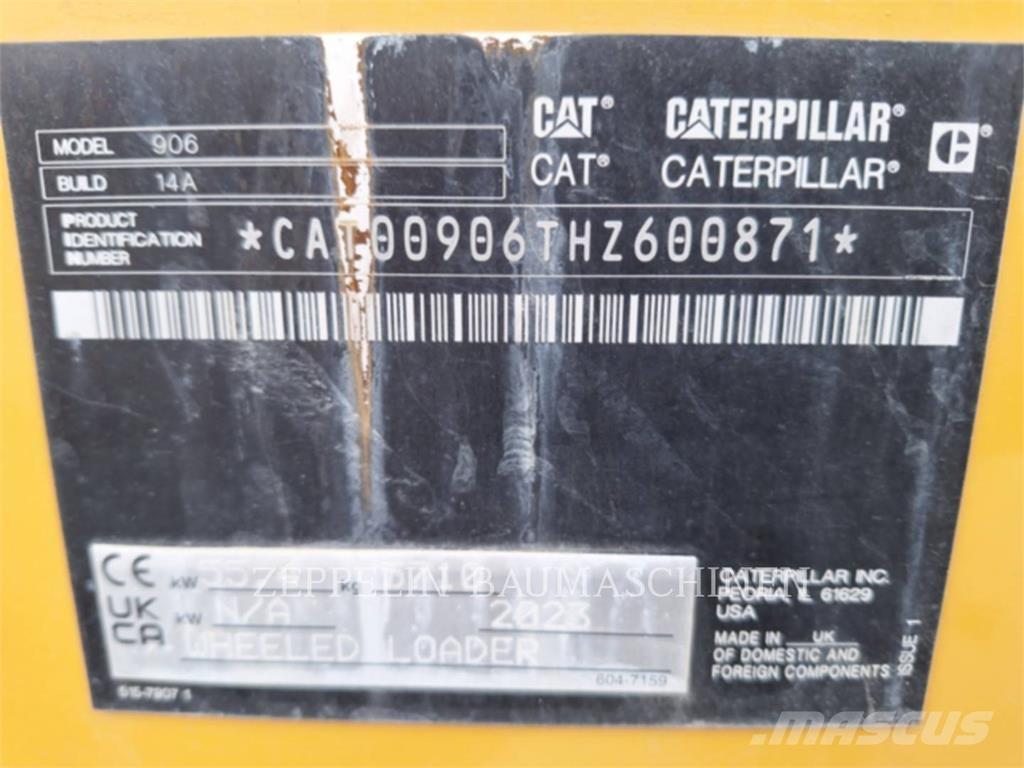 CAT® CATERPILLAR®
CAT® CATERPILLAR®
MODEL 906
BUILD 14A
PRODUCT IDENTIFICATION NUMBER *CAT00906THZ600871*
CE kW kg
UK CA kW N/A 2023
WHEELED LOADER
604-7159
515-7907 1
CATERPILLAR INC.
PEORIA, IL 61629
USA
MADE IN UK
OF DOMESTIC AND
FOREIGN COMPONENTS
ISSUE 1
ZEPPELIN BAUMASCHINEN
MASCUS